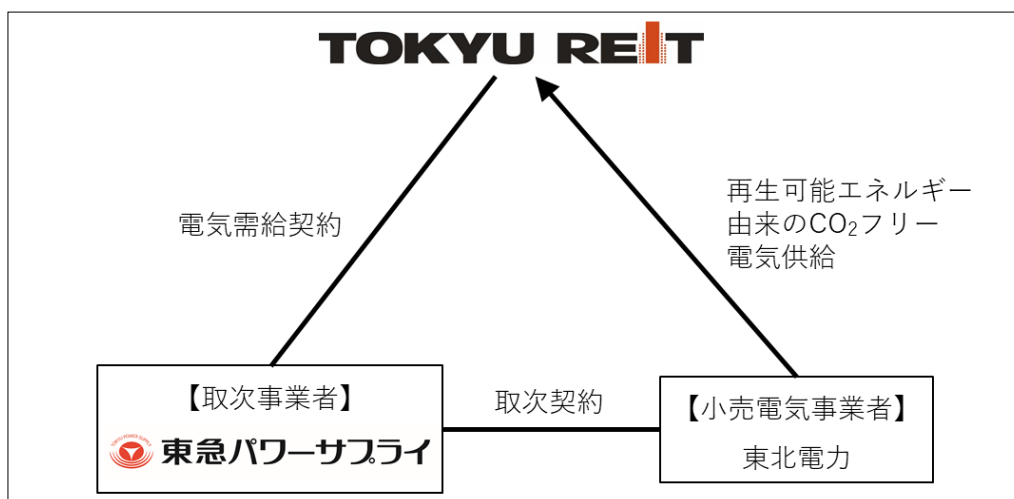 TOKYU REIT
電気需給契約
再生可能エネルギー
由来のCO₂フリー
電気供給
【取次事業者】
TOKYU POWER SUPPLY
東急パワーサプライ
取次契約
【小売電気事業者】
東北電力